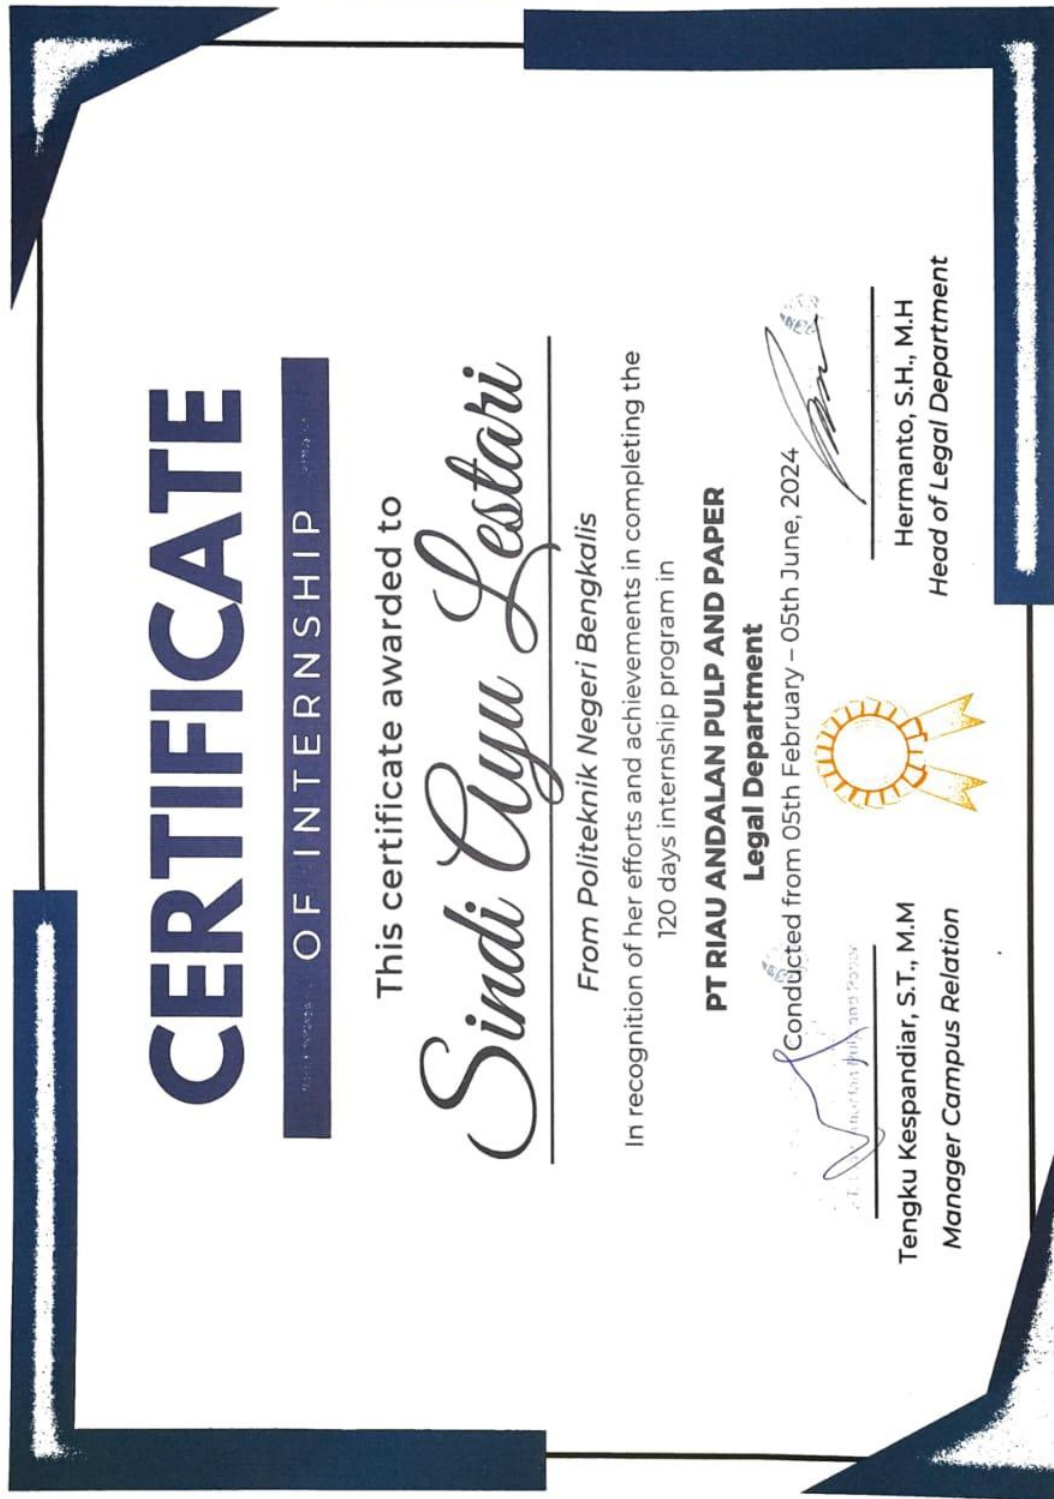 CERTIFICATE
OF INTERNSHIP
This certificate awarded to
Sindi Ayu Lestari
From Politeknik Negeri Bengkalis
In recognition of her efforts and achievements in completing the
120 days internship program in
PT RIAU ANDALAN PULP AND PAPER
Legal Department
Conducted from 05th February – 05th June, 2024
Tengku Kespandiar, S.T., M.M
Manager Campus Relation
Hermanto, S.H., M.H
Head of Legal Department